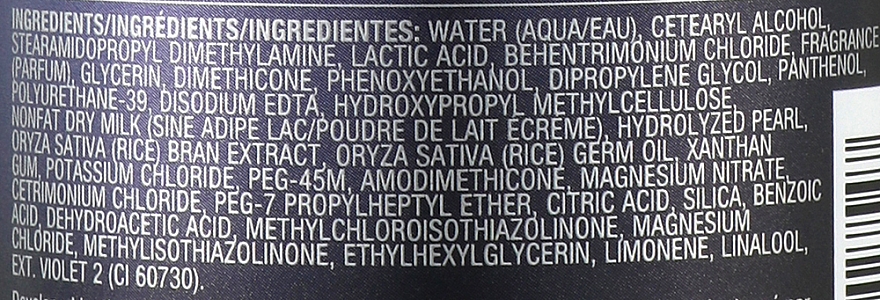 INGREDIENTS/INGRÉDIENTS/INGREDIENTES: WATER (AQUA/EAU), CETEARYL ALCOHOL,
STEARAMIDOPROPYL DIMETHYLAMINE, LACTIC ACID, BEHENTRIMONIUM CHLORIDE, FRAGRANCE
(PARFUM), GLYCERIN, DIMETHICONE, PHENOXYETHANOL, DIPROPYLENE GLYCOL, PANTHENOL,
POLYURETHANE-39, DISODIUM EDTA, HYDROXYPROPYL METHYLCELLULOSE,
NONFAT DRY MILK (SINE ADIPE LAC/POUDRE DE LAIT ÉCRÉMÉ), HYDROLYZED PEARL,
ORYZA SATIVA (RICE) BRAN EXTRACT, ORYZA SATIVA (RICE) GERM OIL, XANTHAN
GUM, POTASSIUM CHLORIDE, PEG-45M, AMODIMETHICONE, MAGNESIUM NITRATE,
CETRIMONIUM CHLORIDE, PEG-7 PROPYLHEPTYL ETHER, CITRIC ACID, SILICA, BENZOIC
ACID, DEHYDROACETIC ACID, METHYLCHLOROISOTHIAZOLINONE, MAGNESIUM
CHLORIDE, METHYLISOTHIAZOLINONE, ETHYLHEXYLGLYCERIN, LIMONENE, LINALOOL,
EXT. VIOLET 2 (CI 60730).